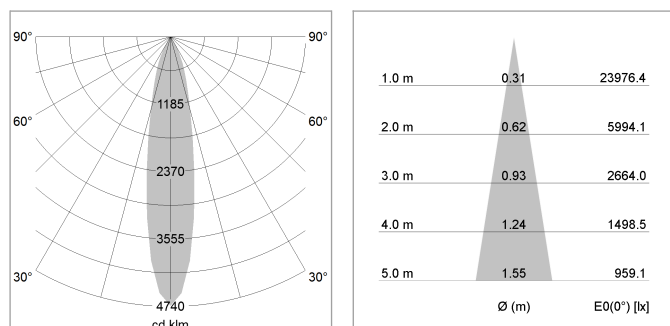 90° 90°
1185
60° 60°
2370
3555
30° 30°
4740
cd klm
1.0 m 0.31 23976.4
2.0 m 0.62 5994.1
3.0 m 0.93 2664.0
4.0 m 1.24 1498.5
5.0 m 1.55 959.1
Ø (m) E0(0°) [lx]